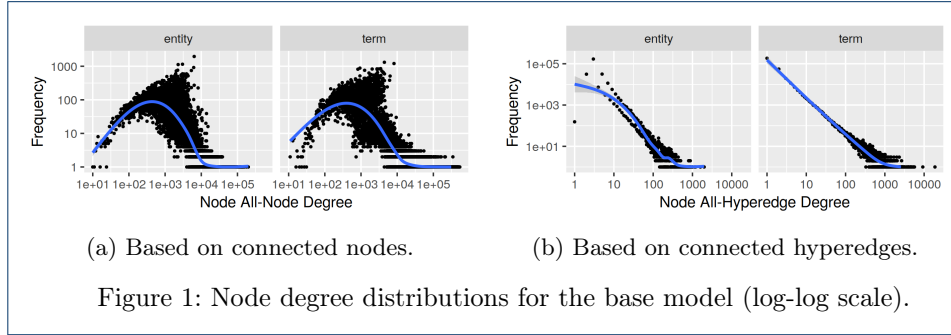 entity term
1000
100
10
1
Frequency
1e+01 1e+02 1e+03 1e+04 1e+05 1e+01 1e+02 1e+03 1e+04 1e+05
Node All-Node Degree
entity term
1e+05
1e+03
1e+01
Frequency
1 10 100 1000 10000 1 10 100 1000 10000
Node All-Hyperedge Degree
(a) Based on connected nodes.
(b) Based on connected hyperedges.
Figure 1: Node degree distributions for the base model (log-log scale).